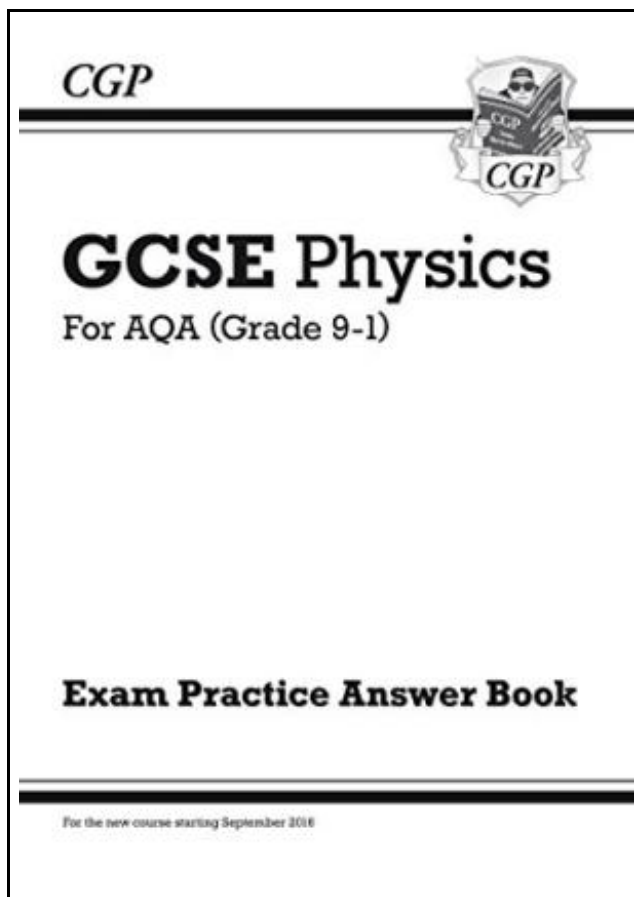 CGP
CGP
CGP
GCSE Physics
For AQA (Grade 9-1)
Exam Practice Answer Book
For the new course starting September 2016